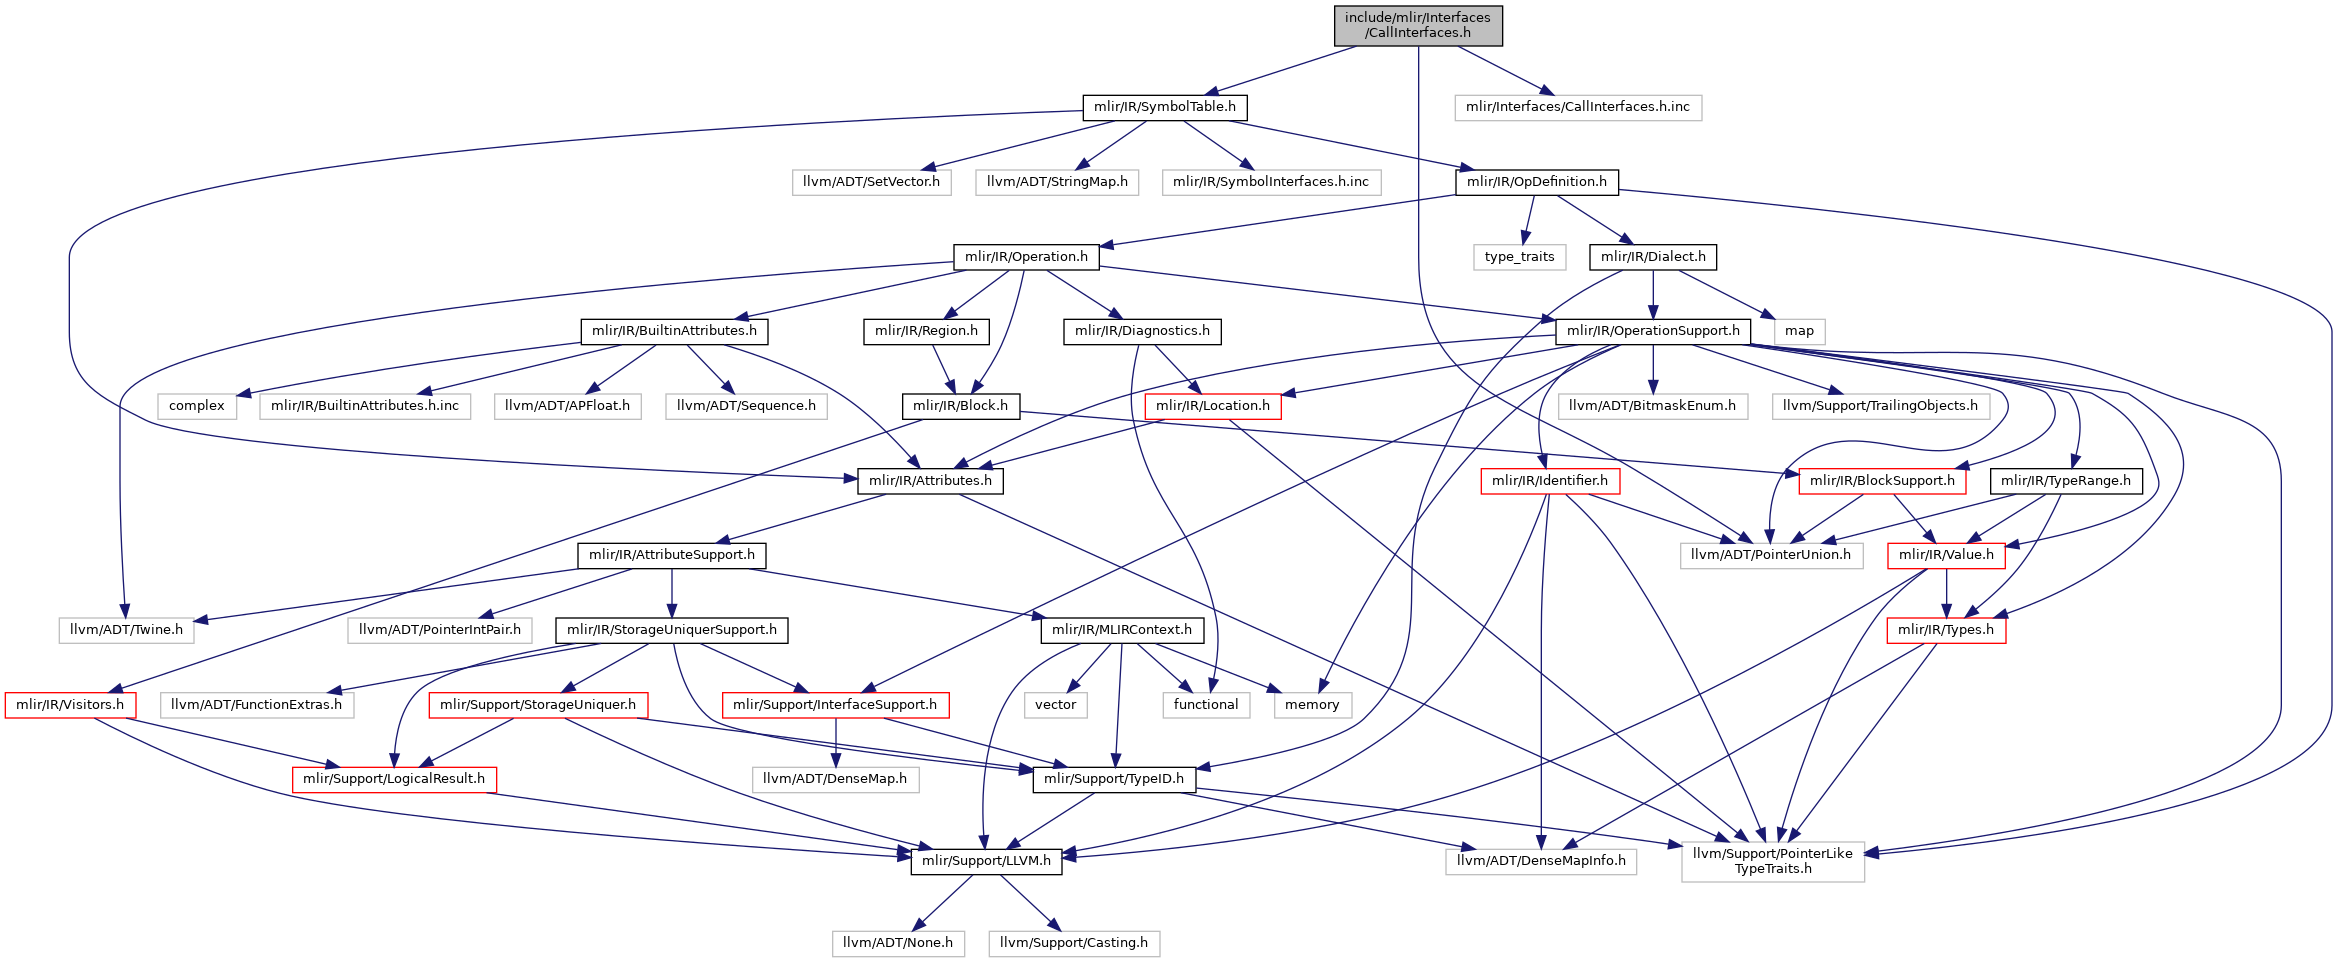 include/mlir/Interfaces
/CallInterfaces.h
mlir/IR/SymbolTable.h
mlir/Interfaces/CallInterfaces.h.inc
llvm/ADT/SetVector.h
llvm/ADT/StringMap.h
mlir/IR/SymbolInterfaces.h.inc
mlir/IR/OpDefinition.h
mlir/IR/Operation.h
type_traits
mlir/IR/Dialect.h
mlir/IR/BuiltinAttributes.h
mlir/IR/Region.h
mlir/IR/Diagnostics.h
mlir/IR/OperationSupport.h
map
complex
mlir/IR/BuiltinAttributes.h.inc
llvm/ADT/APFloat.h
llvm/ADT/Sequence.h
mlir/IR/Block.h
mlir/IR/Location.h
llvm/ADT/BitmaskEnum.h
llvm/Support/TrailingObjects.h
mlir/IR/Attributes.h
mlir/IR/Identifier.h
mlir/IR/BlockSupport.h
mlir/IR/TypeRange.h
mlir/IR/AttributeSupport.h
llvm/ADT/PointerUnion.h
mlir/IR/Value.h
llvm/ADT/Twine.h
llvm/ADT/PointerIntPair.h
mlir/IR/StorageUniquerSupport.h
mlir/IR/MLIRContext.h
mlir/IR/Types.h
mlir/IR/Visitors.h
llvm/ADT/FunctionExtras.h
mlir/Support/StorageUniquer.h
mlir/Support/InterfaceSupport.h
vector
functional
memory
mlir/Support/LogicalResult.h
llvm/ADT/DenseMap.h
mlir/Support/TypeID.h
mlir/Support/LLVM.h
llvm/ADT/DenseMapInfo.h
llvm/Support/PointerLike
TypeTraits.h
llvm/ADT/None.h
llvm/Support/Casting.h